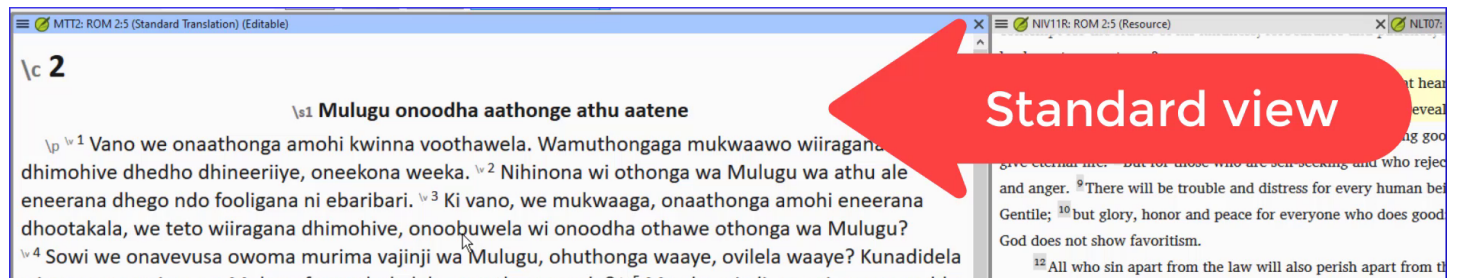 MTT2: ROM 2:5 (Standard Translation) (Editable)
\c 2
\s1 Mulugu onoodha aathonge athu aatene
\p \v 1 Vano we onaathonga amohi kwinna voothawela. Wamuthongaga mukwaawo
dhimohive dhedho dhineeriiye, oneekona weeka. \v 2 Nihinona wi othonga wa Mulugu wa athu ale
eneerana dhego ndo fooligana ni ebaribari. \v 3 Ki vano, we mukwaaga, onaathonga amohi eneerana
dhootakala, we teto wiiragana dhimohive, onoobuwela wi onoodha othawe othonga wa Mulugu?
\v 4 Sowi we onavevusa owoma murima vajinji wa Mulugu, ohuthonga waaye, ovilela waaye? Kunadidela
Standard view
NIV11R: ROM 2:5 (Resource)
NLT07:
and anger. 9 There will be trouble and distress for every human
Gentile; 10 but glory, honor and peace for everyone who does good
God does not show favoritism.
12 All who sin apart from the law will also perish apart from